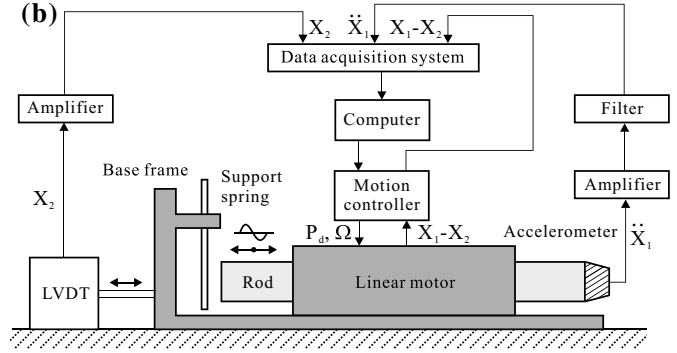 (b)
X₂ Ẍ₁ X₁-X₂
Data acquisition system
Amplifier
Computer
Filter
Base frame
Support
spring
Motion
controller
Amplifier
X₂
P_d, Ω
X₁-X₂
Accelerometer
Ẍ₁
LVDT
Rod
Linear motor